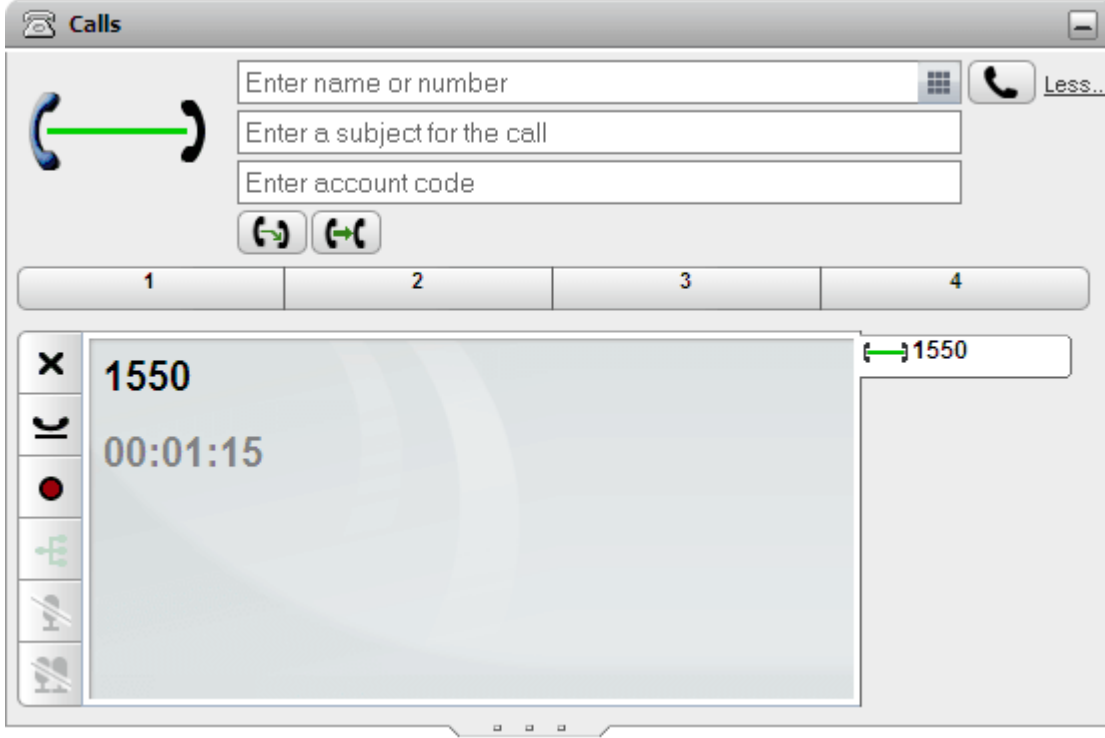 Calls
Enter name or number
Less...
Enter a subject for the call
Enter account code
1 2 3 4
1550
1550
00:01:15